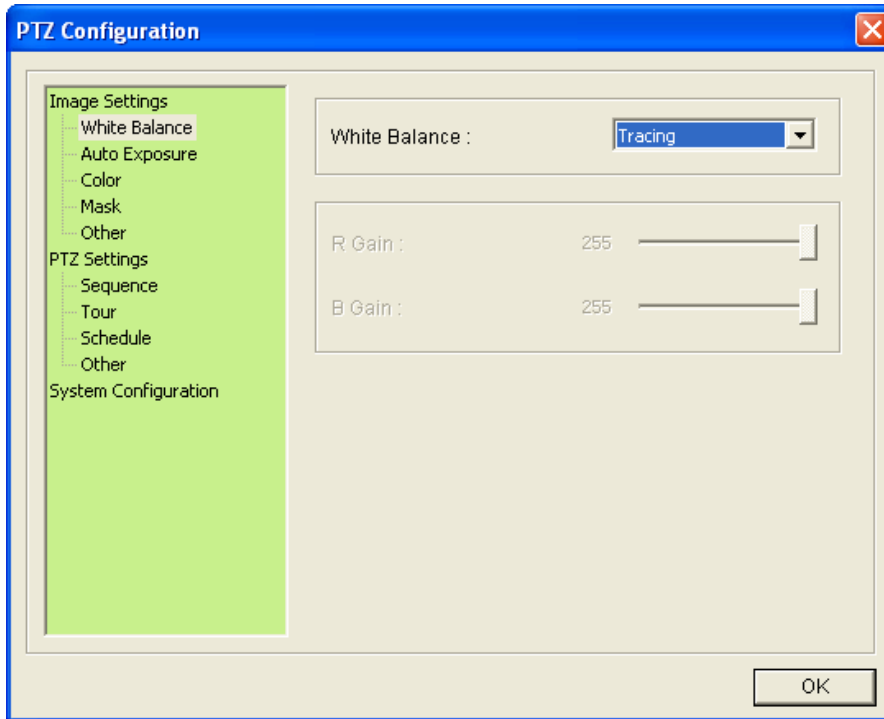 PTZ Configuration
Image Settings
White Balance
Auto Exposure
Color
Mask
Other
PTZ Settings
Sequence
Tour
Schedule
Other
System Configuration
White Balance : Tracing
R Gain : 255
B Gain : 255
OK